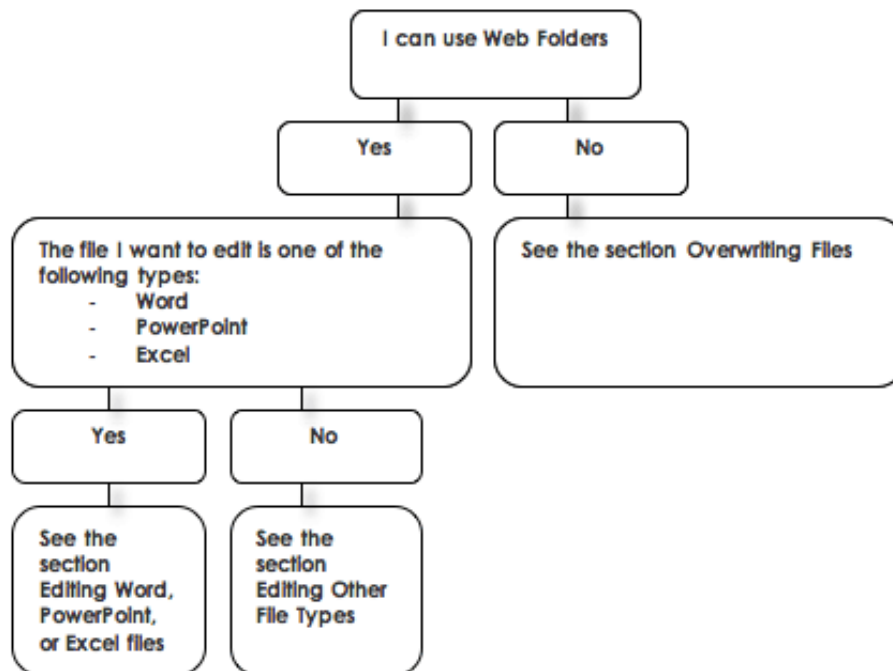 I can use Web Folders
Yes
No
The file I want to edit is one of the
following types:
- Word
- PowerPoint
- Excel
See the section Overwriting Files
Yes
No
See the
section
Editing Word,
PowerPoint,
or Excel files
See the
section
Editing Other
File Types